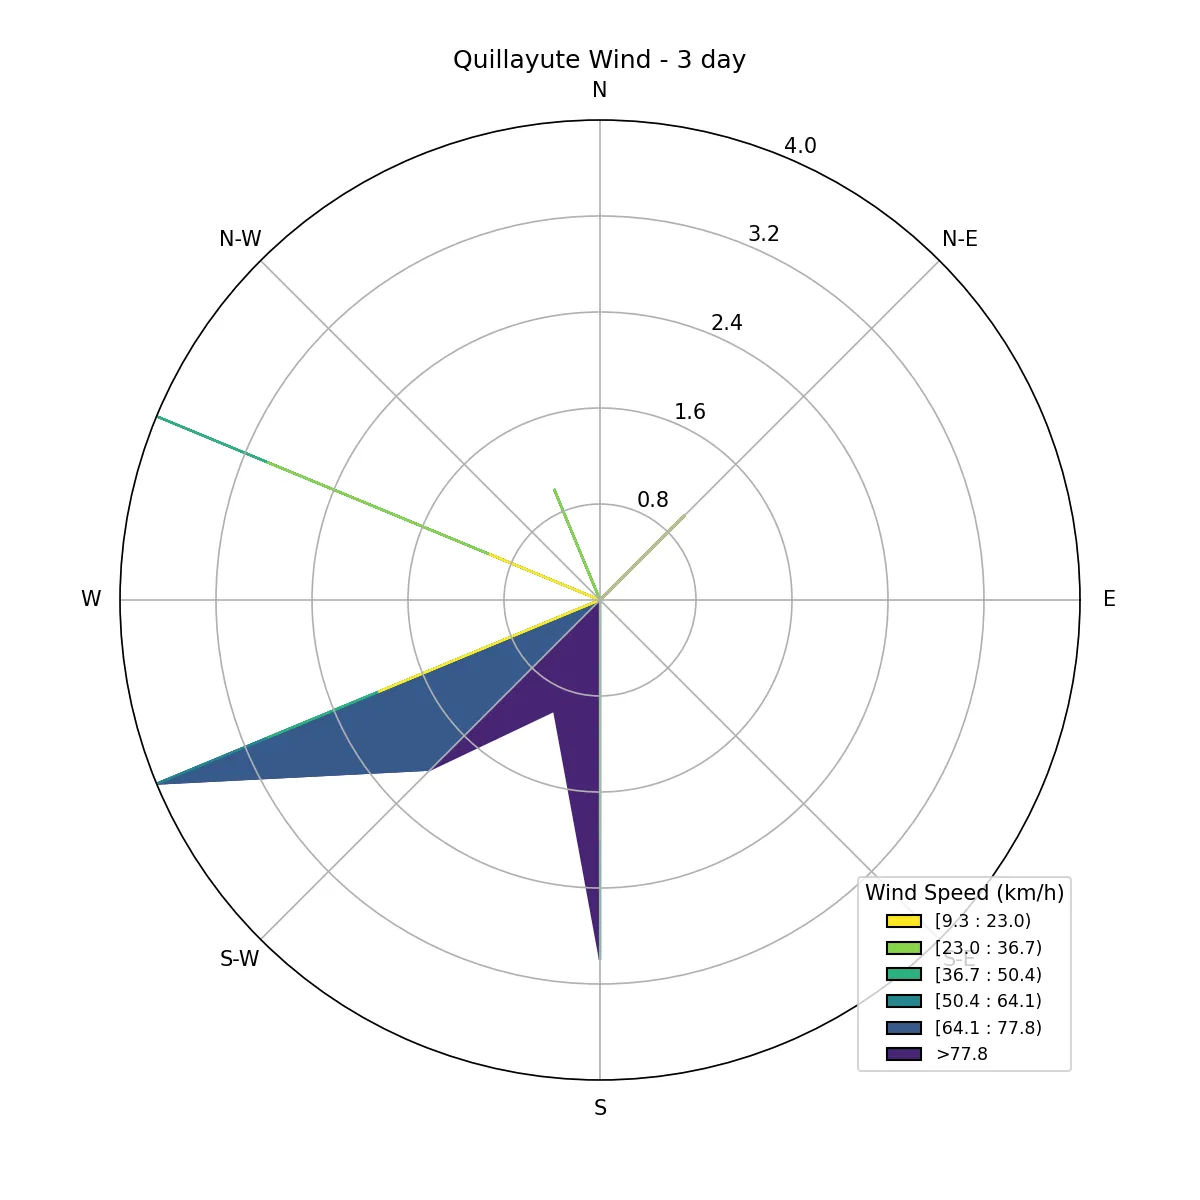 Quillayute Wind - 3 day
N
4.0
N-W
3.2
N-E
2.4
1.6
0.8
W
E
Wind Speed (km/h)
[9.3 : 23.0)
[23.0 : 36.7)
S-W
S-E
[36.7 : 50.4)
[50.4 : 64.1)
[64.1 : 77.8)
>77.8
S